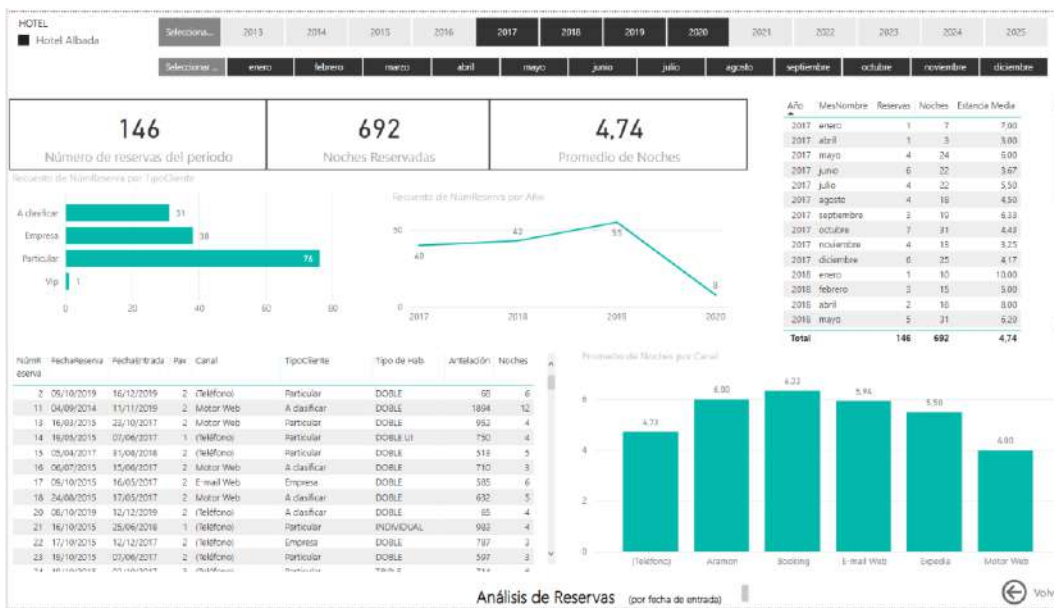 HOTEL
Hotel Albada
Selecciona... 2013 2014 2015 2016 2017 2018 2019 2020 2021 2022 2023 2024 2025
Seleccionar ... enero febrero marzo abril mayo junio julio agosto septiembre octubre noviembre diciembre
146 692 4,74
Número de reservas del periodo Noches Reservadas Promedio de Noches
Año MesNombre Reservas Noches Estancia Media
2017 enero 1 7 7,00
2017 abril 1 3 3,00
2017 mayo 4 24 6,00
2017 junio 6 22 3,67
2017 julio 4 22 5,50
2017 agosto 4 18 4,50
2017 septiembre 3 19 6,33
2017 octubre 7 31 4,43
2017 noviembre 4 13 3,25
2017 diciembre 6 25 4,17
2018 enero 1 10 10,00
2018 febrero 3 15 5,00
2018 abril 2 16 8,00
2018 mayo 5 31 6,20
Total 146 692 4,74
Recuento de NúmReserva por TipoCliente
A clasificar 31
Empresa 38
Particular 76
Vip 1
0 20 40 60 80
Recuento de NúmReserva por Año
50
40 43 55 8
0
2017 2018 2019 2020
NúmR eserva FechaReserva FechaEntrada Pax Canal TipoCliente Tipo de Hab. Antelación Noches
2 09/10/2019 16/12/2019 2 (Teléfono) Particular DOBLE 68 6
11 04/09/2014 11/11/2019 2 Motor Web A clasificar DOBLE 1894 12
13 16/03/2015 23/10/2017 2 Motor Web Particular DOBLE 952 4
14 19/05/2015 07/06/2017 1 (Teléfono) Particular DOBLE UI 750 4
15 05/04/2017 31/08/2018 2 (Teléfono) Particular DOBLE 513 5
16 06/07/2015 15/06/2017 2 Motor Web A clasificar DOBLE 710 3
17 09/10/2015 16/05/2017 2 E-mail Web Empresa DOBLE 585 6
18 24/08/2015 17/05/2017 2 Motor Web A clasificar DOBLE 632 5
20 08/10/2019 12/12/2019 2 (Teléfono) A clasificar DOBLE 65 4
21 16/10/2015 25/06/2018 1 (Teléfono) Particular INDIVIDUAL 983 4
22 17/10/2015 12/12/2017 2 (Teléfono) Empresa DOBLE 787 3
23 19/10/2015 07/06/2017 2 (Teléfono) Particular DOBLE 597 3
Promedio de Noches por Canal
6
4
2
0
4.73 6.00 6.33 5.94 5.50 4.00
(Teléfono) Aramon Booking E-mail Web Expedia Motor Web
Análisis de Reservas (por fecha de entrada)
Volv